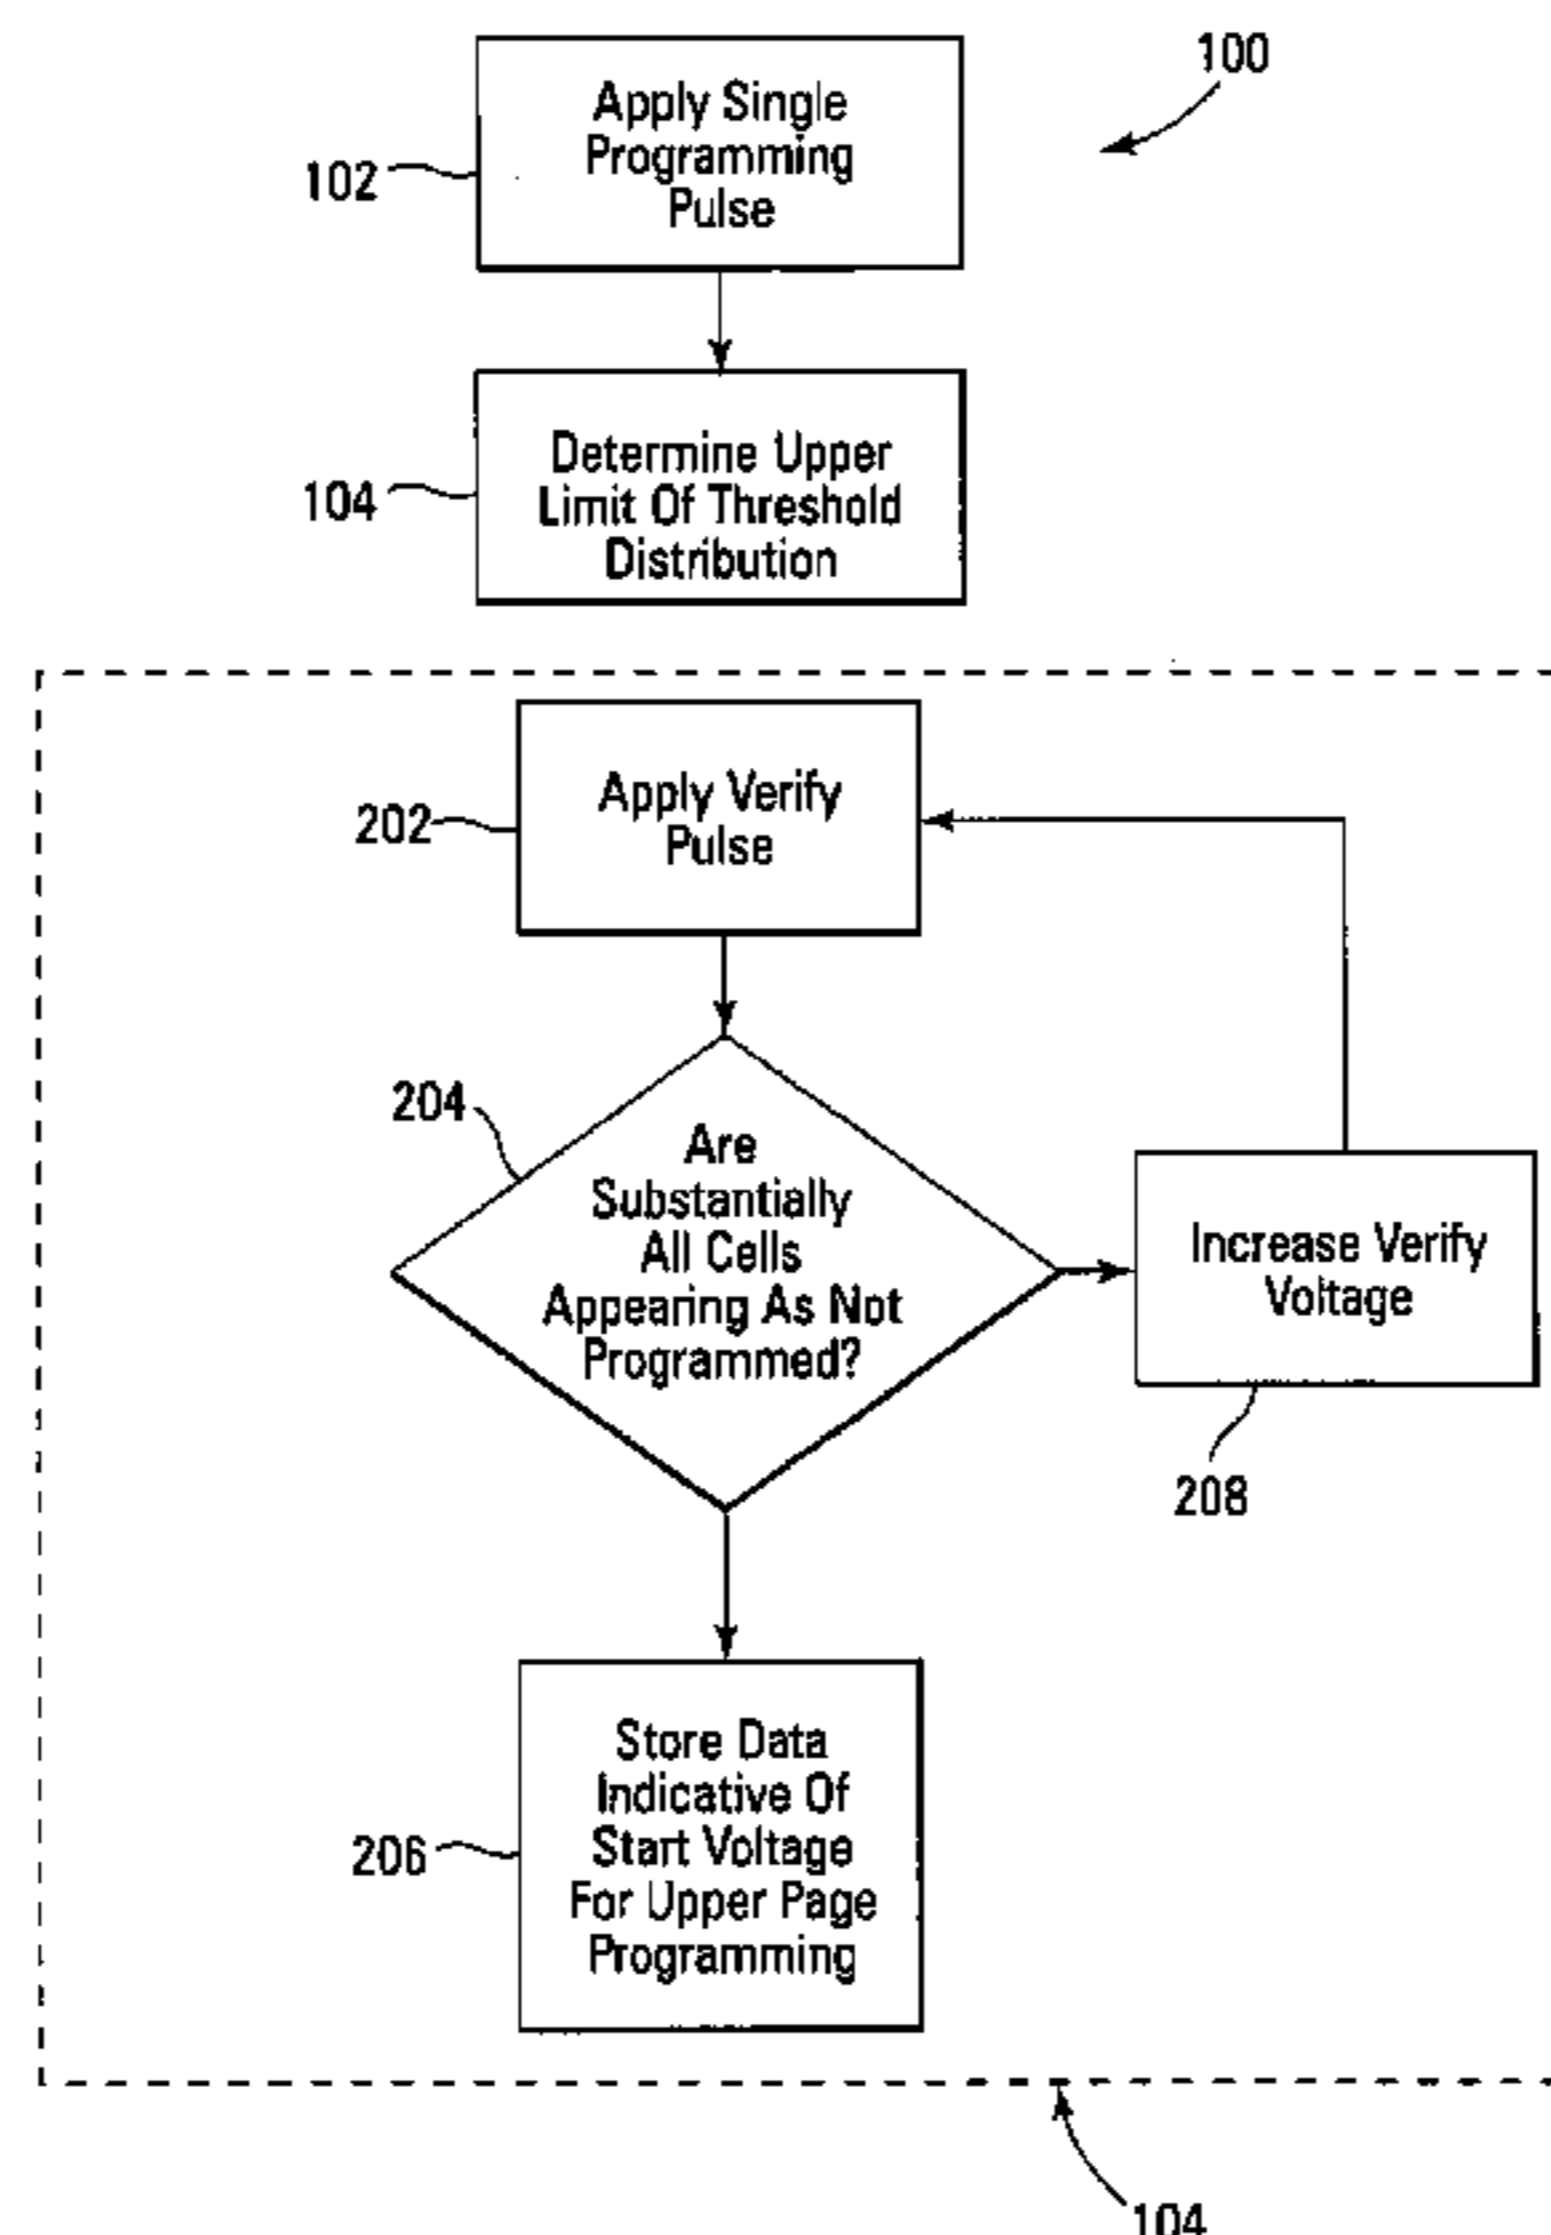 100
Apply Single
Programming
Pulse
102
Determine Upper
Limit Of Threshold
Distribution
104
Apply Verify
Pulse
202
204
Are
Substantially
All Cells
Appearing As Not
Programmed?
Increase Verify
Voltage
208
Store Data
Indicative Of
Start Voltage
For Upper Page
Programming
206
104